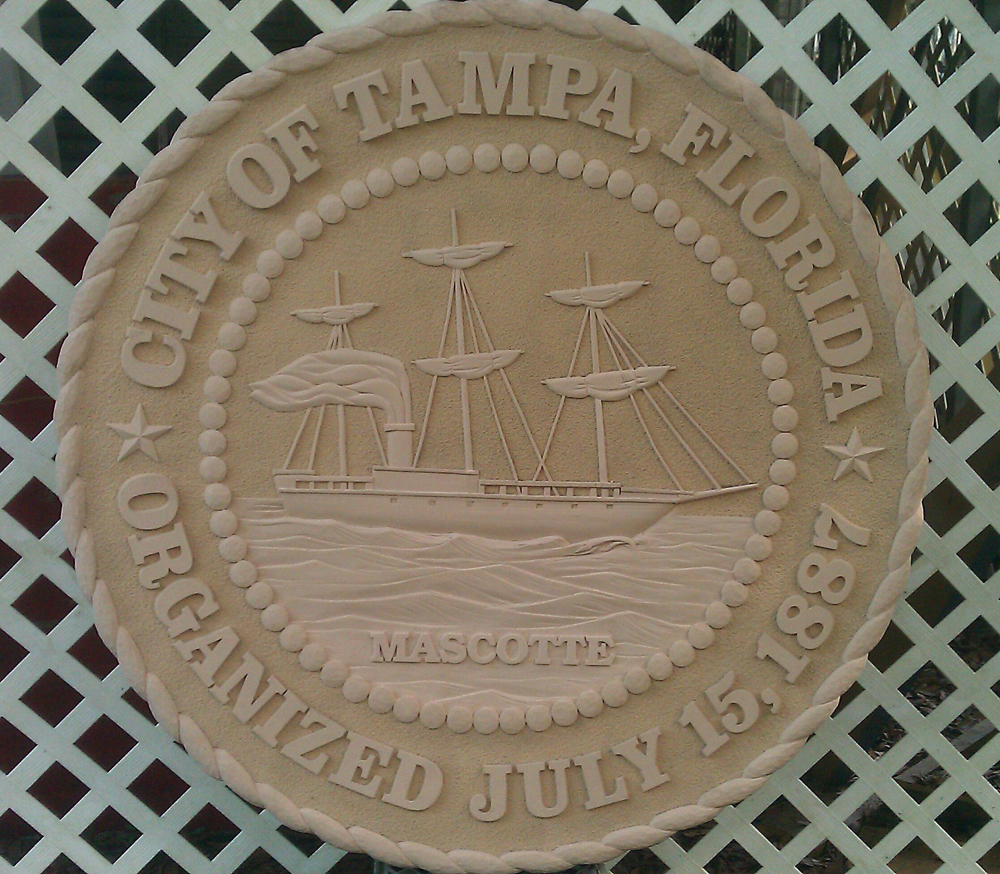 CITY OF TAMPA, FLORIDA
MASCOTTE
ORGANIZED JULY 15, 1887